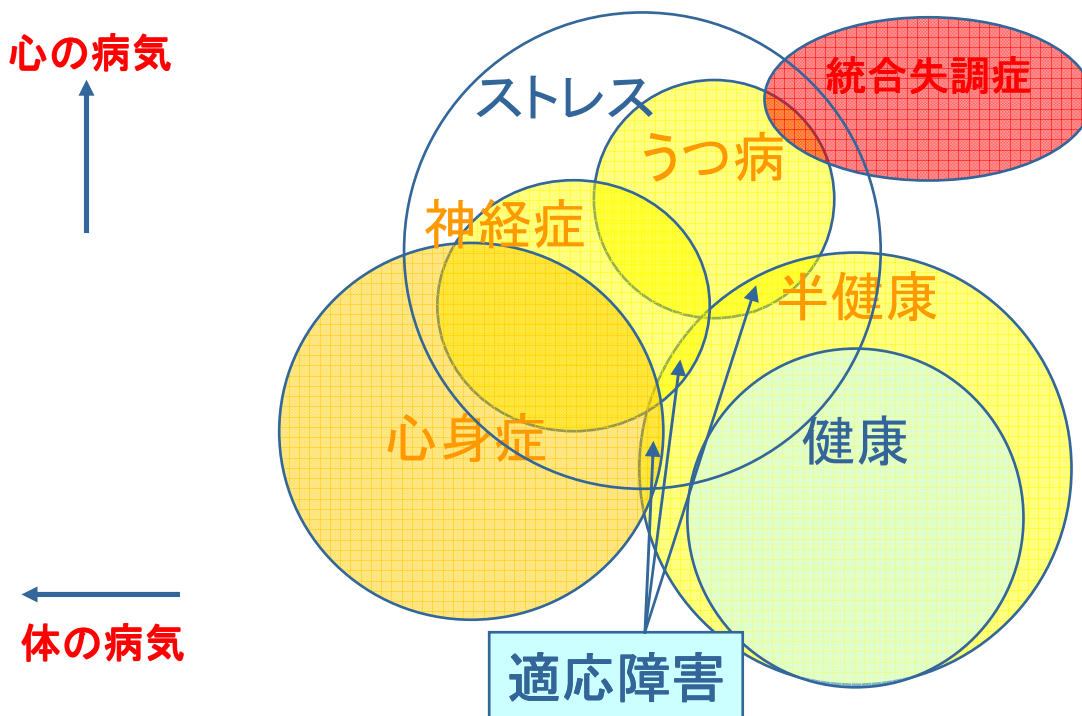 心の病気
ストレス
統合失調症
うつ病
神経症
半健康
心身症
健康
体の病気
適応障害